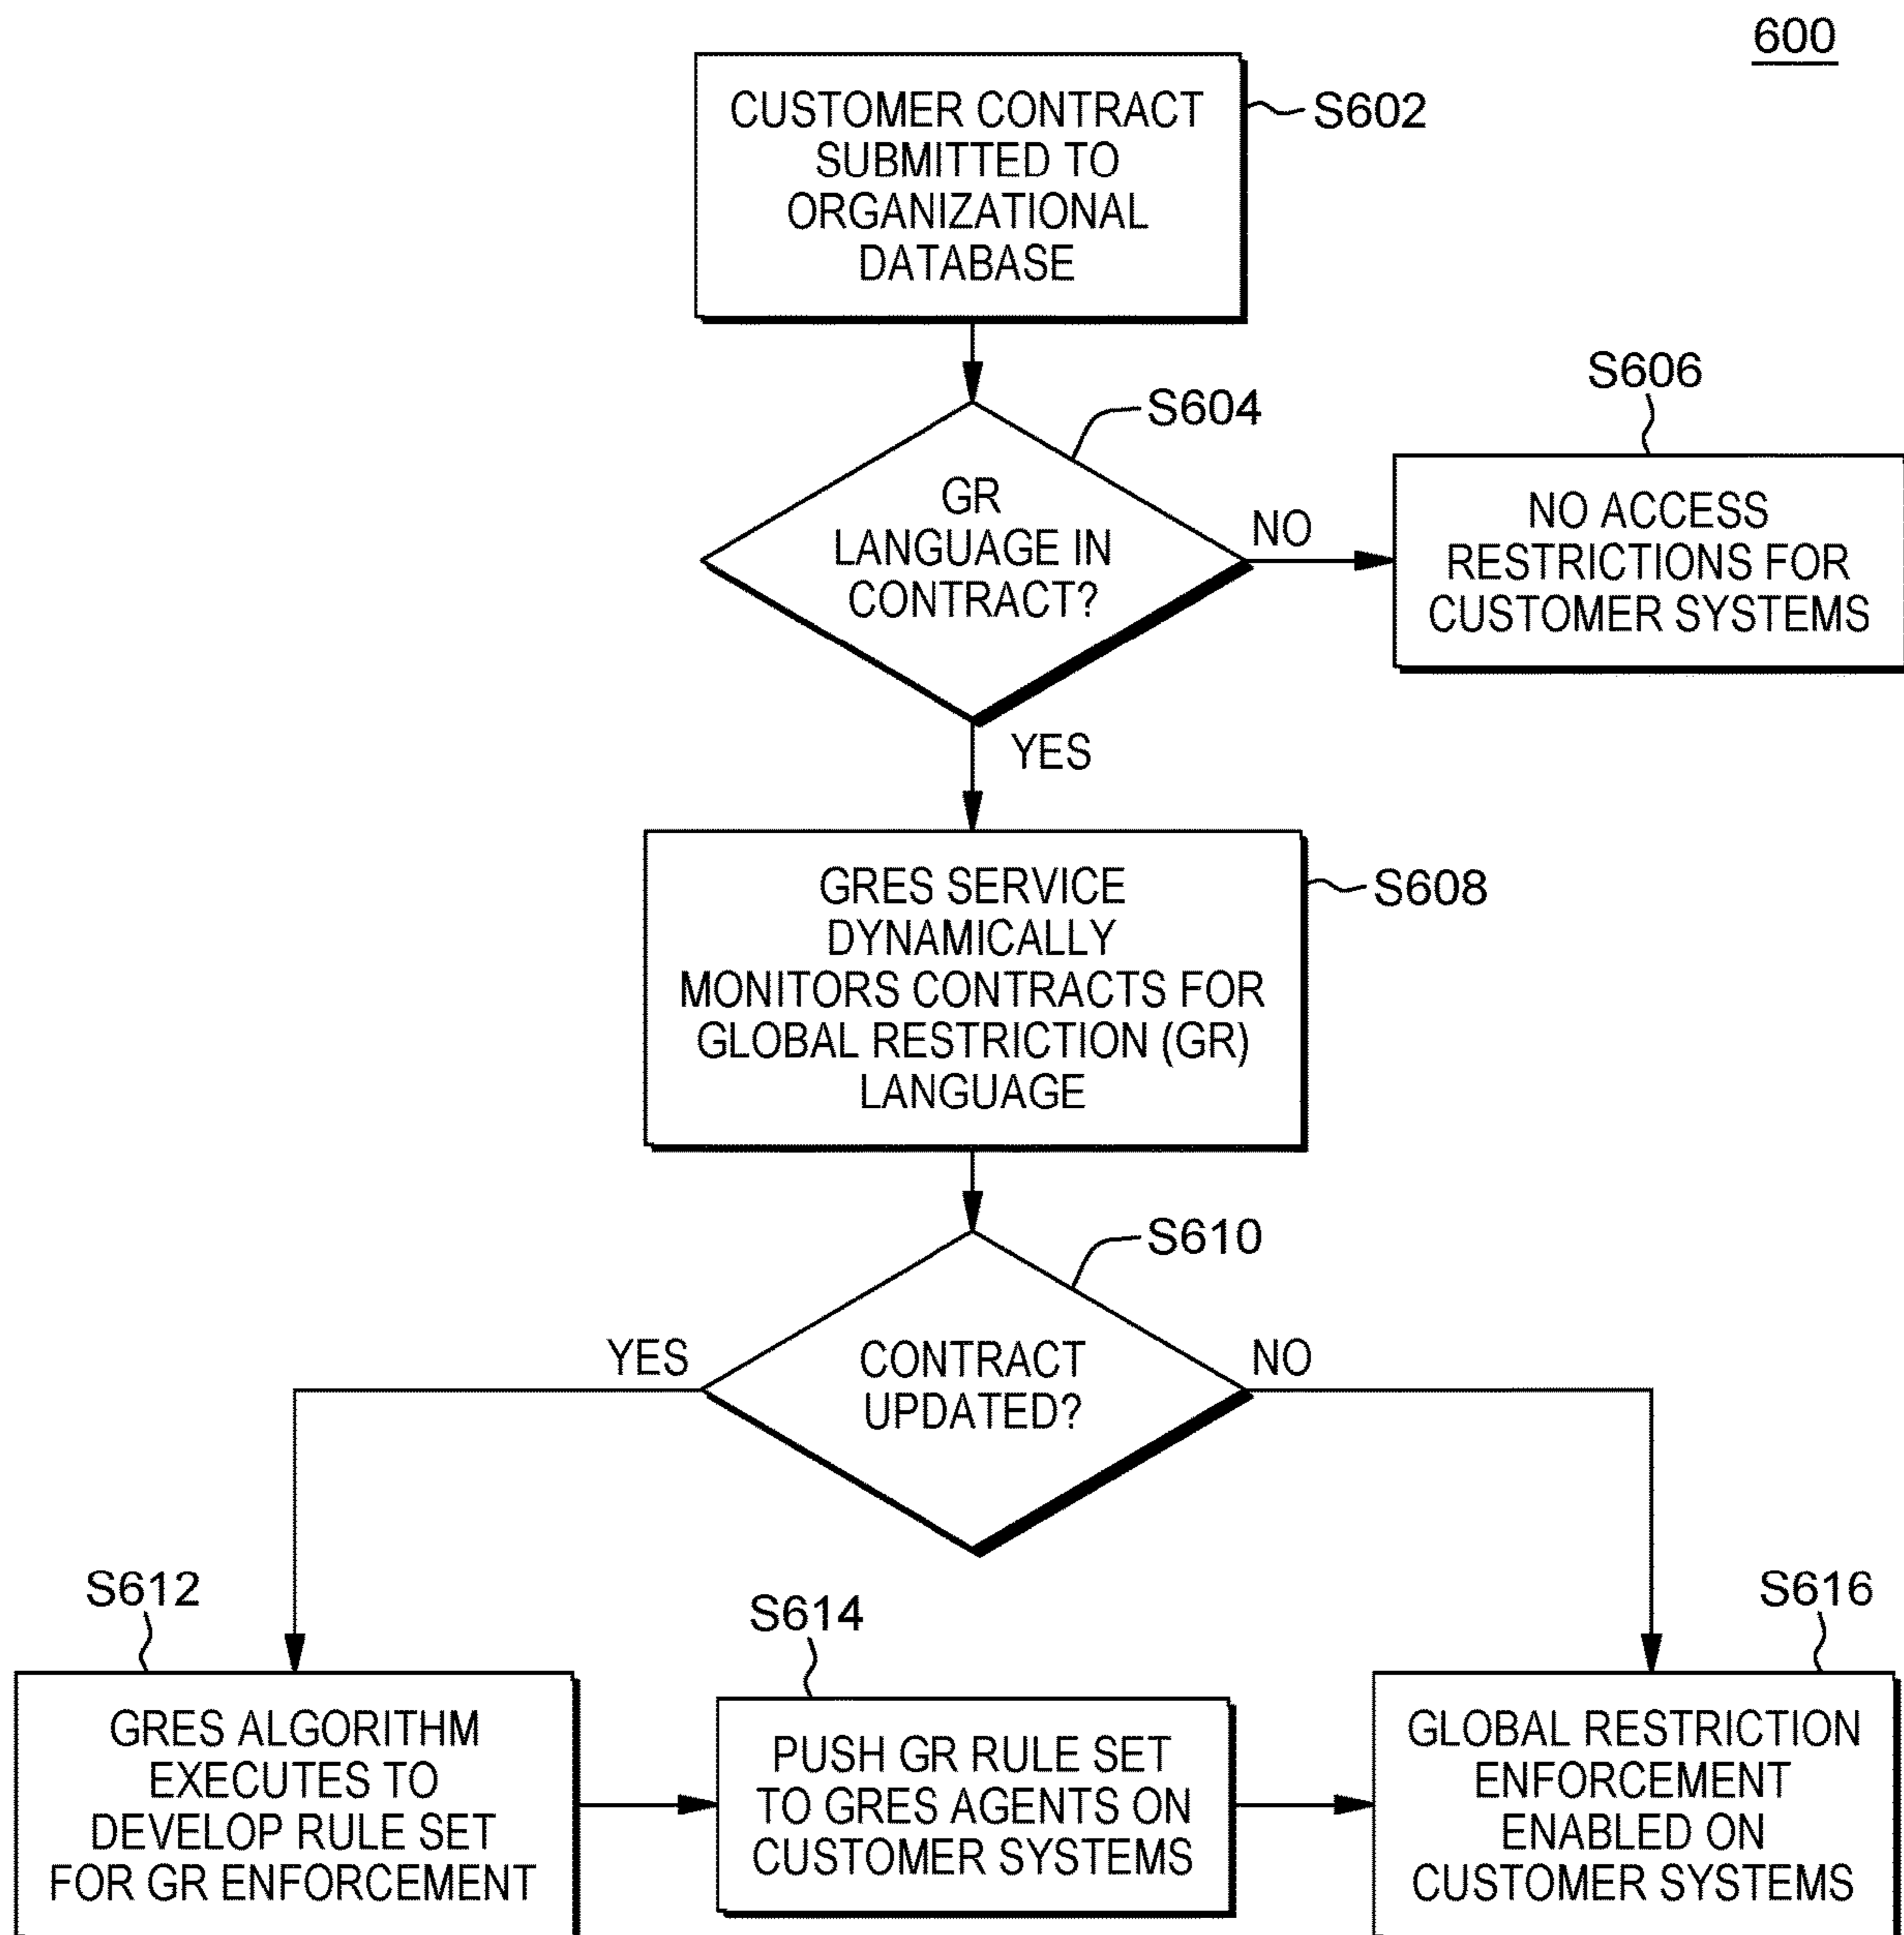 600
CUSTOMER CONTRACT
SUBMITTED TO
ORGANIZATIONAL
DATABASE
S602
S604
GR
LANGUAGE IN
CONTRACT?
NO
S606
NO ACCESS
RESTRICTIONS FOR
CUSTOMER SYSTEMS
YES
GRES SERVICE
DYNAMICALLY
MONITORS CONTRACTS FOR
GLOBAL RESTRICTION (GR)
LANGUAGE
S608
S610
CONTRACT
UPDATED?
YES
NO
S612
GRES ALGORITHM
EXECUTES TO
DEVELOP RULE SET
FOR GR ENFORCEMENT
S614
PUSH GR RULE SET
TO GRES AGENTS ON
CUSTOMER SYSTEMS
S616
GLOBAL RESTRICTION
ENFORCEMENT
ENABLED ON
CUSTOMER SYSTEMS